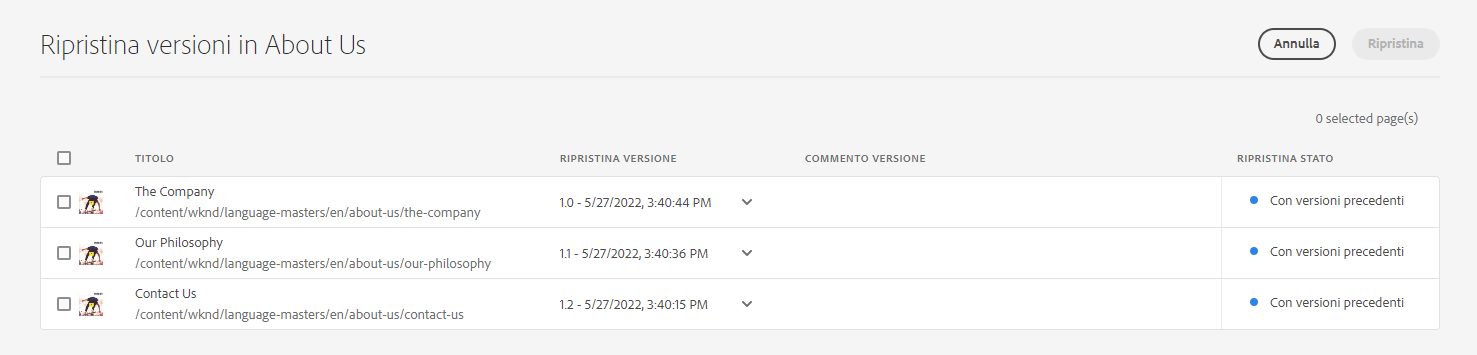 Ripristina versioni in About Us
Annulla
Ripristina
0 selected page(s)
TITOLO RIPRISTINA VERSIONE COMMENTO VERSIONE RIPRISTINA STATO
The Company
/content/wknd/language-masters/en/about-us/the-company
1.0 - 5/27/2022, 3:40:44 PM
Con versioni precedenti
Our Philosophy
/content/wknd/language-masters/en/about-us/our-philosophy
1.1 - 5/27/2022, 3:40:36 PM
Con versioni precedenti
Contact Us
/content/wknd/language-masters/en/about-us/contact-us
1.2 - 5/27/2022, 3:40:15 PM
Con versioni precedenti